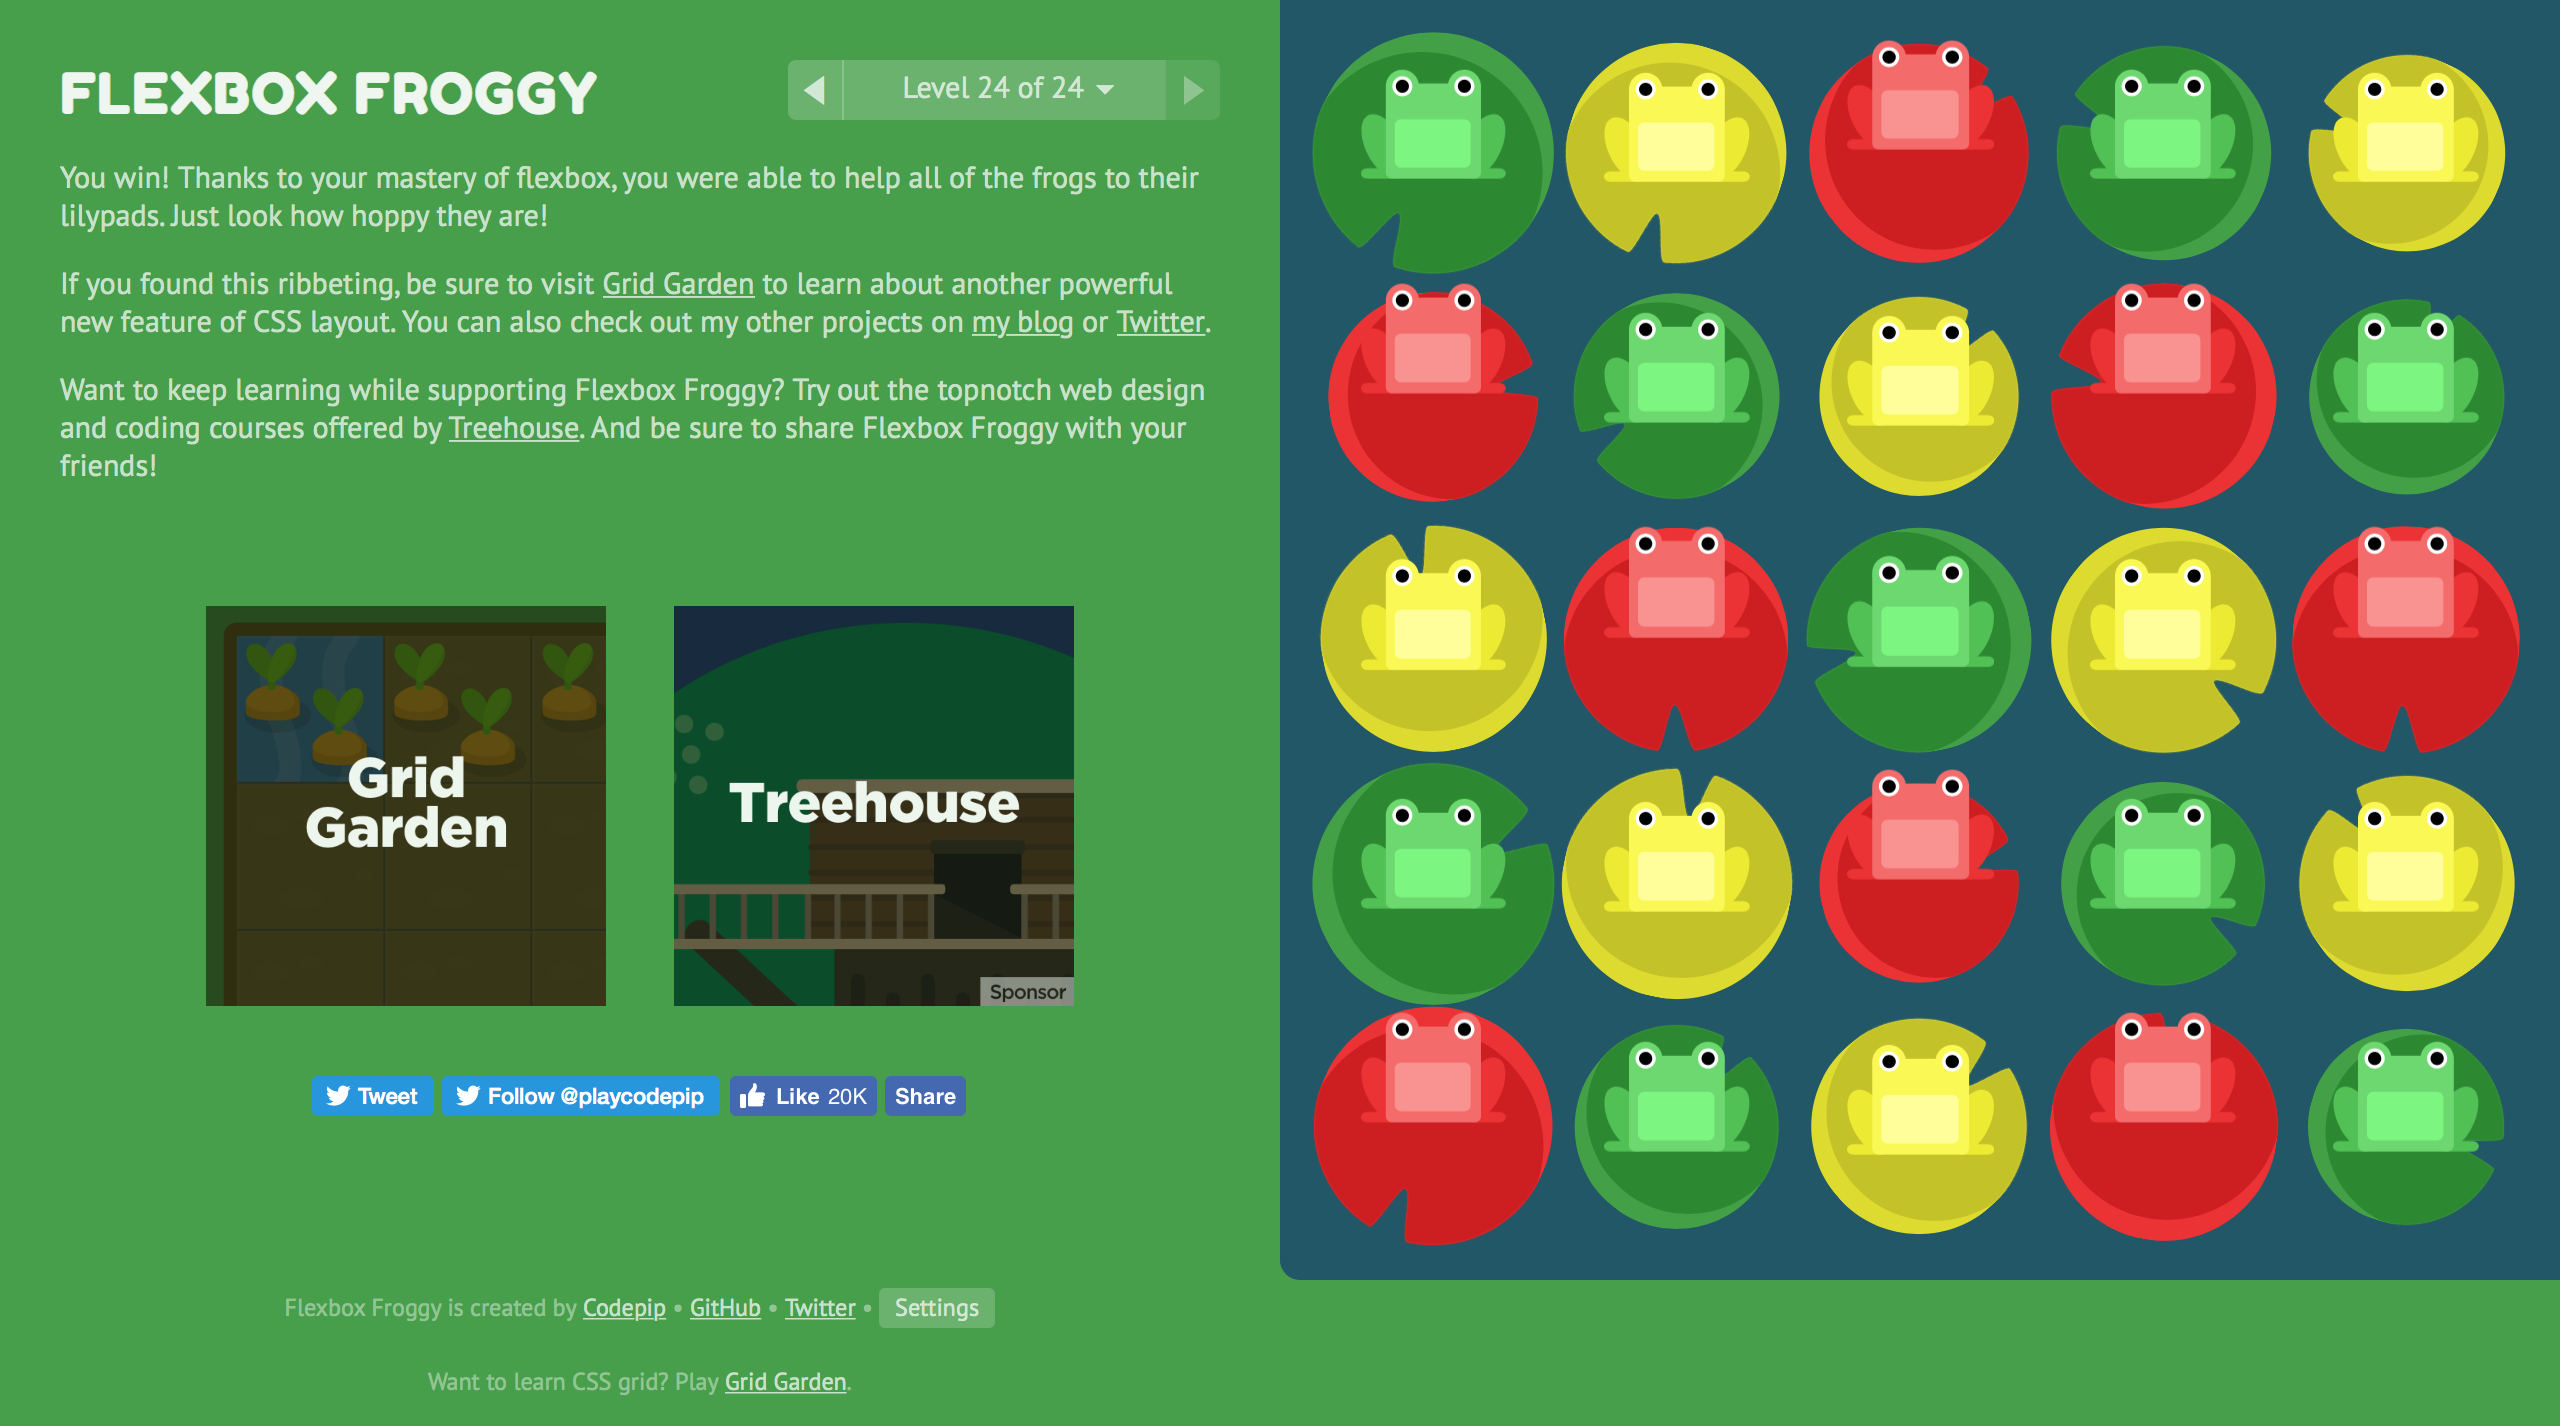 FLEXBOX FROGGY
Level 24 of 24
You win! Thanks to your mastery of flexbox, you were able to help all of the frogs to their
lilypads. Just look how hoppy they are!
If you found this ribbeting, be sure to visit Grid Garden to learn about another powerful
new feature of CSS layout. You can also check out my other projects on my blog or Twitter.
Want to keep learning while supporting Flexbox Froggy? Try out the topnotch web design
and coding courses offered by Treehouse. And be sure to share Flexbox Froggy with your
friends!
Grid
Garden
Treehouse
Sponsor
Tweet
Follow @playcodepip
Like 20K
Share
Flexbox Froggy is created by Codepip • GitHub • Twitter • Settings
Want to learn CSS grid? Play Grid Garden.